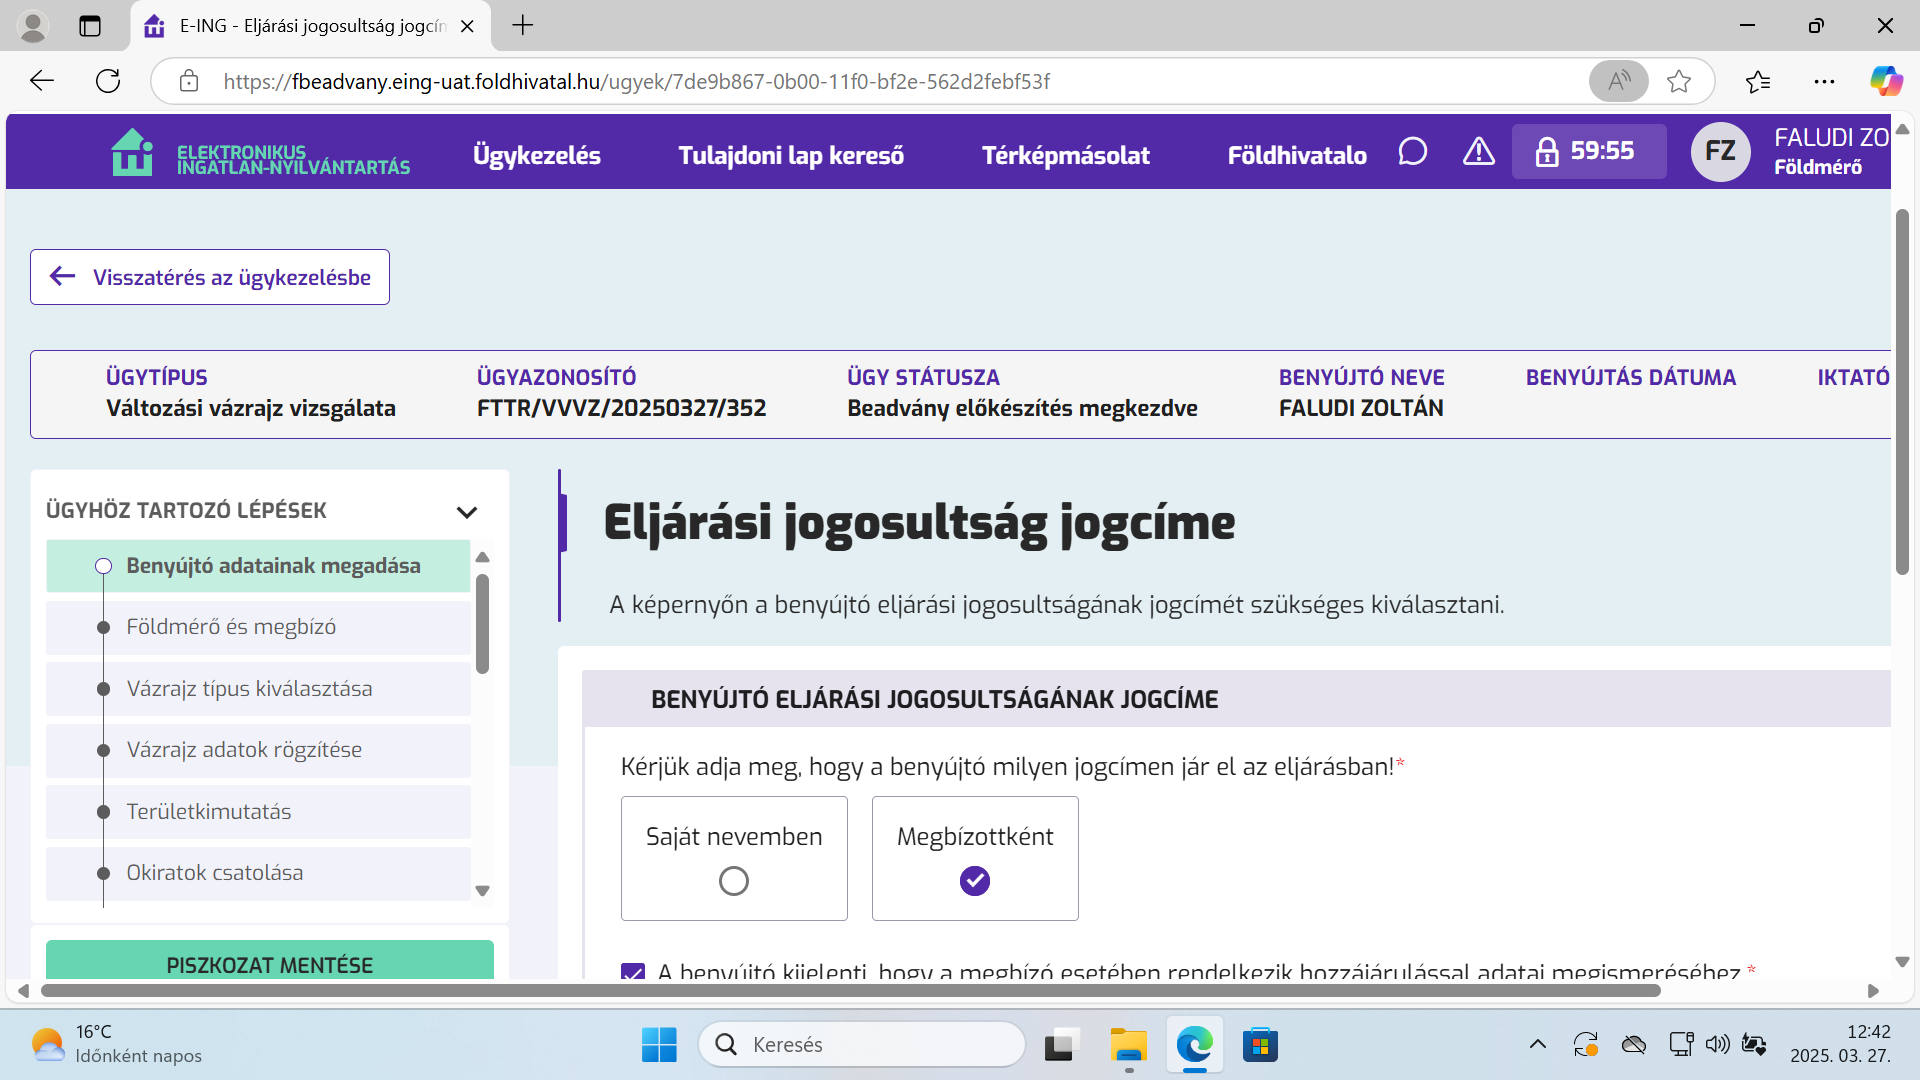 E-ING - Eljárási jogosultság jogcím
https://fbeadvany.eing-uat.foldhivatal.hu/ugyek/7de9b867-0b00-11f0-bf2e-562d2febf53f
ELEKTRONIKUS
INGATLAN-NYILVÁNTARTÁS
Ügykezelés
Tulajdoni lap kereső
Térképmásolat
Földhivatalo
59:55
FZ
FALUDI ZO
Földmérő
Visszatérés az ügykezelésbe
ÜGYTÍPUS
Változási vázrajz vizsgálata
ÜGYAZONOSÍTÓ
FTTR/VVVZ/20250327/352
ÜGY STÁTUSZA
Beadvány előkészítés megkezdve
BENYÚJTÓ NEVE
FALUDI ZOLTÁN
BENYÚJTÁS DÁTUMA
IKTATÓ
ÜGYHÖZ TARTOZÓ LÉPÉSEK
Benyújtó adatainak megadása
Földmérő és megbízó
Vázrajz típus kiválasztása
Vázrajz adatok rögzítése
Területkimutatás
Okiratok csatolása
PISZKOZAT MENTÉSE
Eljárási jogosultság jogcíme
A képernyőn a benyújtó eljárási jogosultságának jogcímét szükséges kiválasztani.
BENYÚJTÓ ELJÁRÁSI JOGOSULTSÁGÁNAK JOGCÍME
Kérjük adja meg, hogy a benyújtó milyen jogcímen jár el az eljárásban!*
Saját nevemben
Megbízottként
A benyújtó kijelenti, hogy a megbízó esetében rendelkezik hozzájárulással adatai megismeréséhez *
16°C
Időnként napos
Keresés
12:42
2025. 03. 27.